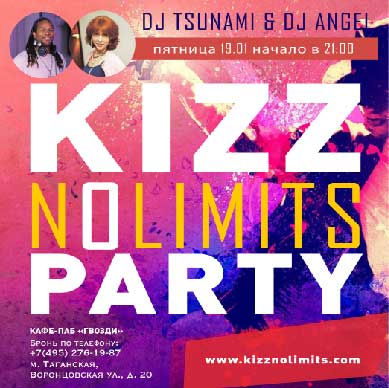 DJ TSUNAMI & DJ ANGEL
ПЯТНИЦА 19.01 НАЧАЛО В 21:00
KIZZ
NOLIMITS
PARTY
КАФЕ-ПАБ «ГВОЗДИ»
БРОНЬ ПО ТЕЛЕФОНУ:
+7(495) 276-19-87
М. ТАГАНСКАЯ,
ВОРОНЦОВСКАЯ УЛ., Д. 20
www.kizznolimits.com